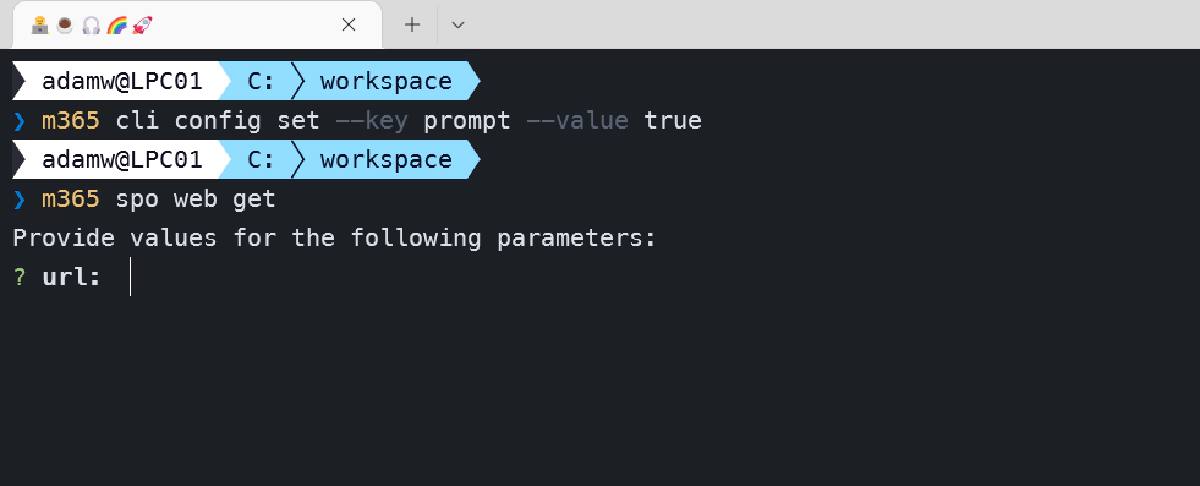 adamw@LPC01 C: workspace
❯ m365 cli config set --key prompt --value true
adamw@LPC01 C: workspace
❯ m365 spo web get
Provide values for the following parameters:
? url: